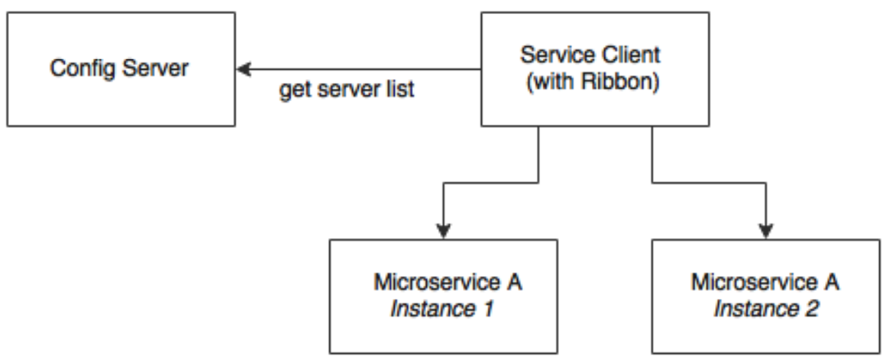 Config Server
Service Client
(with Ribbon)
get server list
Microservice A
Instance 1
Microservice A
Instance 2